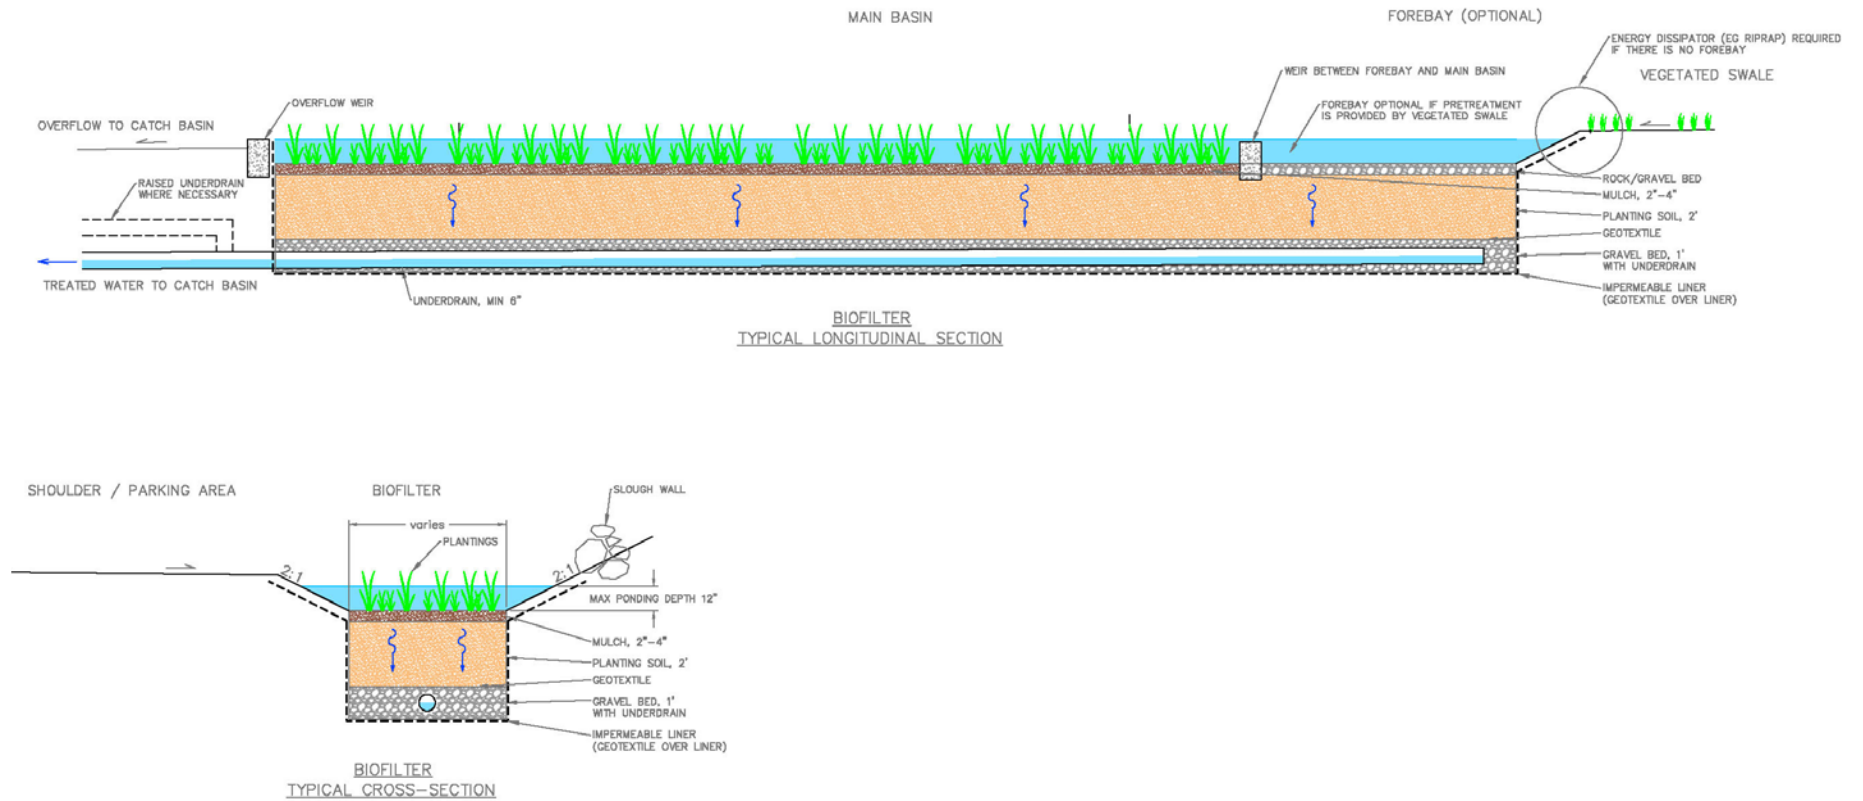 MAIN BASIN
FOREBAY (OPTIONAL)
ENERGY DISSIPATOR (EG RIPRAP) REQUIRED
IF THERE IS NO FOREBAY
VEGETATED SWALE
WEIR BETWEEN FOREBAY AND MAIN BASIN
OVERFLOW WEIR
FOREBAY OPTIONAL IF PRETREATMENT
IS PROVIDED BY VEGETATED SWALE
OVERFLOW TO CATCH BASIN
RAISED UNDERDRAIN
WHERE NECESSARY
ROCK/GRAVEL BED
MULCH, 2"-4"
PLANTING SOIL, 2'
GEOTEXTILE
GRAVEL BED, 1'
WITH UNDERDRAIN
TREATED WATER TO CATCH BASIN
IMPERMEABLE LINER
(GEOTEXTILE OVER LINER)
UNDERDRAIN, MIN 6"
BIOFILTER
TYPICAL LONGITUDINAL SECTION
SHOULDER / PARKING AREA
BIOFILTER
SLOUGH WALL
varies
PLANTINGS
2:1
2:1
MAX PONDING DEPTH 12"
MULCH, 2"-4"
PLANTING SOIL, 2'
GEOTEXTILE
GRAVEL BED, 1'
WITH UNDERDRAIN
IMPERMEABLE LINER
(GEOTEXTILE OVER LINER)
BIOFILTER
TYPICAL CROSS-SECTION